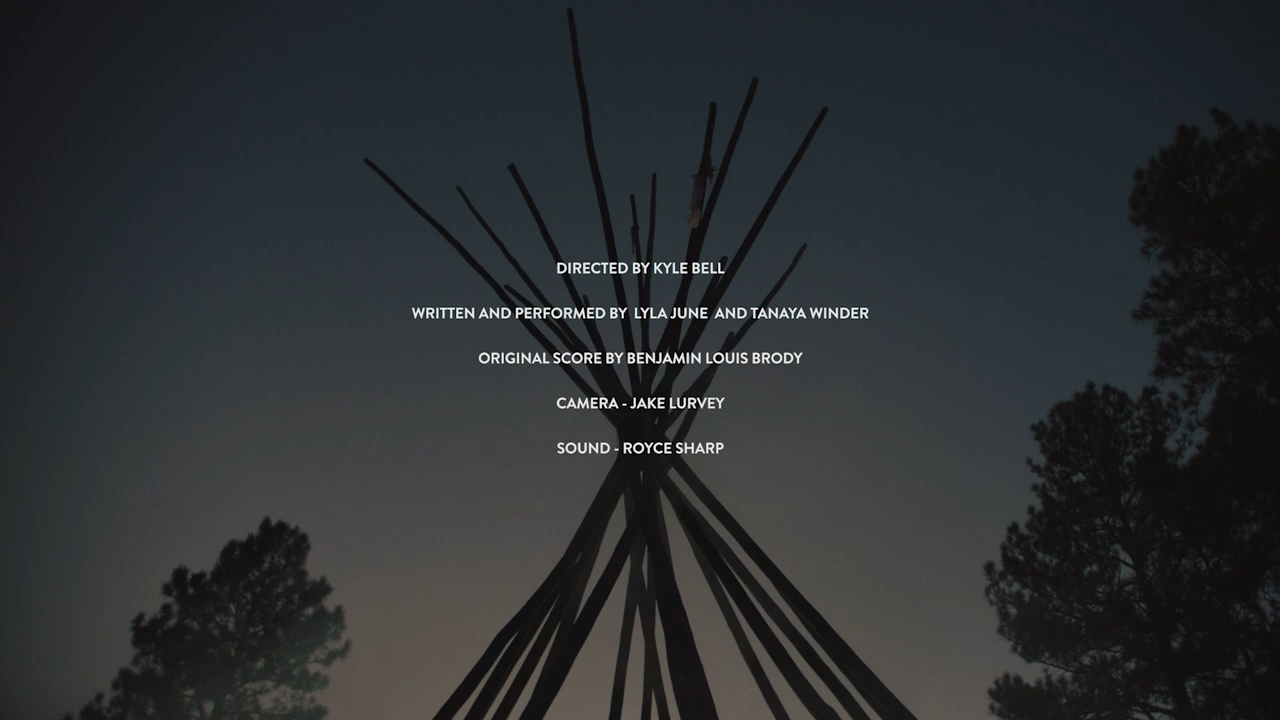 DIRECTED BY KYLE BELL
WRITTEN AND PERFORMED BY LYLA JUNE AND TANAYA WINDER
ORIGINAL SCORE BY BENJAMIN LOUIS BRODY
CAMERA - JAKE LURVEY
SOUND - ROYCE SHARP